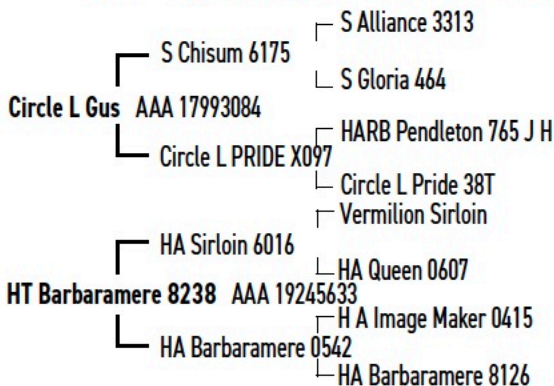 S Alliance 3313
S Chisum 6175
S Gloria 464
Circle L Gus AAA 17993084
HARB Pendleton 765 J H
Circle L PRIDE X097
Circle L Pride 38T
Vermilion Sirloin
HA Sirloin 6016
HA Queen 0607
HT Barbaramere 8238 AAA 19245633
H A Image Maker 0415
HA Barbaramere 0542
HA Barbaramere 8126